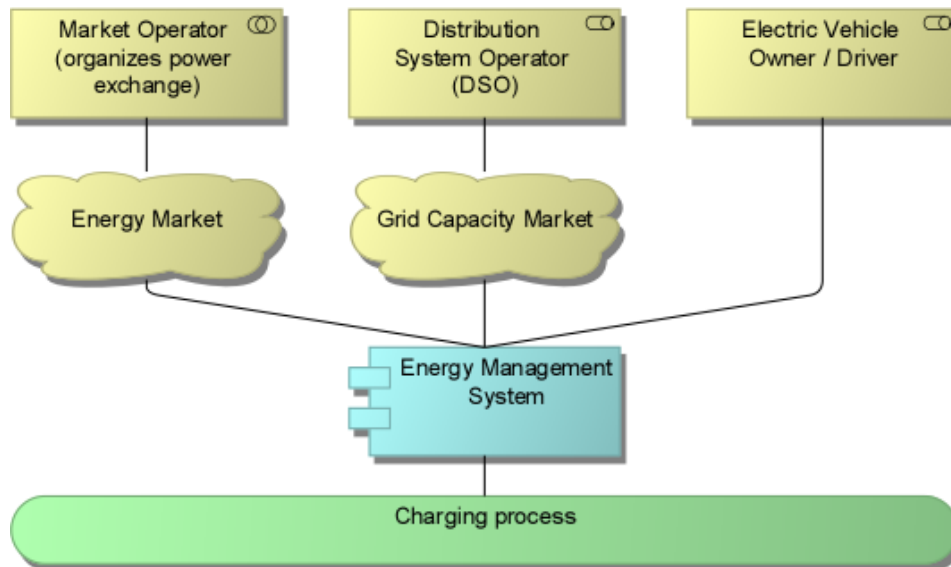 Market Operator
(organizes power
exchange)
Distribution
System Operator
(DSO)
Electric Vehicle
Owner / Driver
Energy Market
Grid Capacity Market
Energy Management
System
Charging process